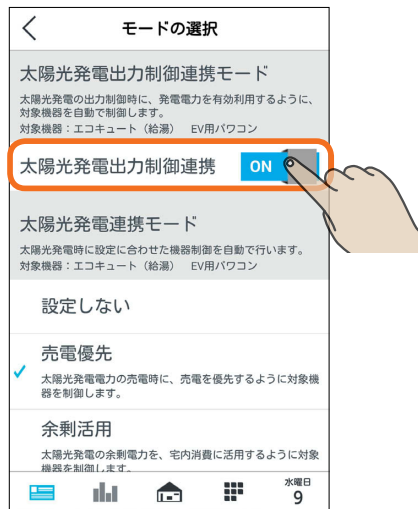 モードの選択
太陽光発電出力制御連携モード
太陽光発電の出力制御時に、発電電力を有効利用するように、
対象機器を自動で制御します。
対象機器：エコキュート（給湯） EV用パワコン
太陽光発電出力制御連携 ON
太陽光発電連携モード
太陽光発電時に設定に合わせた機器制御を自動で行います。
対象機器：エコキュート（給湯） EV用パワコン
設定しない
売電優先
太陽光発電電力の売電時に、売電を優先するように対象機
器を制御します。
余剰活用
太陽光発電の余剰電力を、宅内消費に活用するように対象
機器を制御します。
水曜日
9